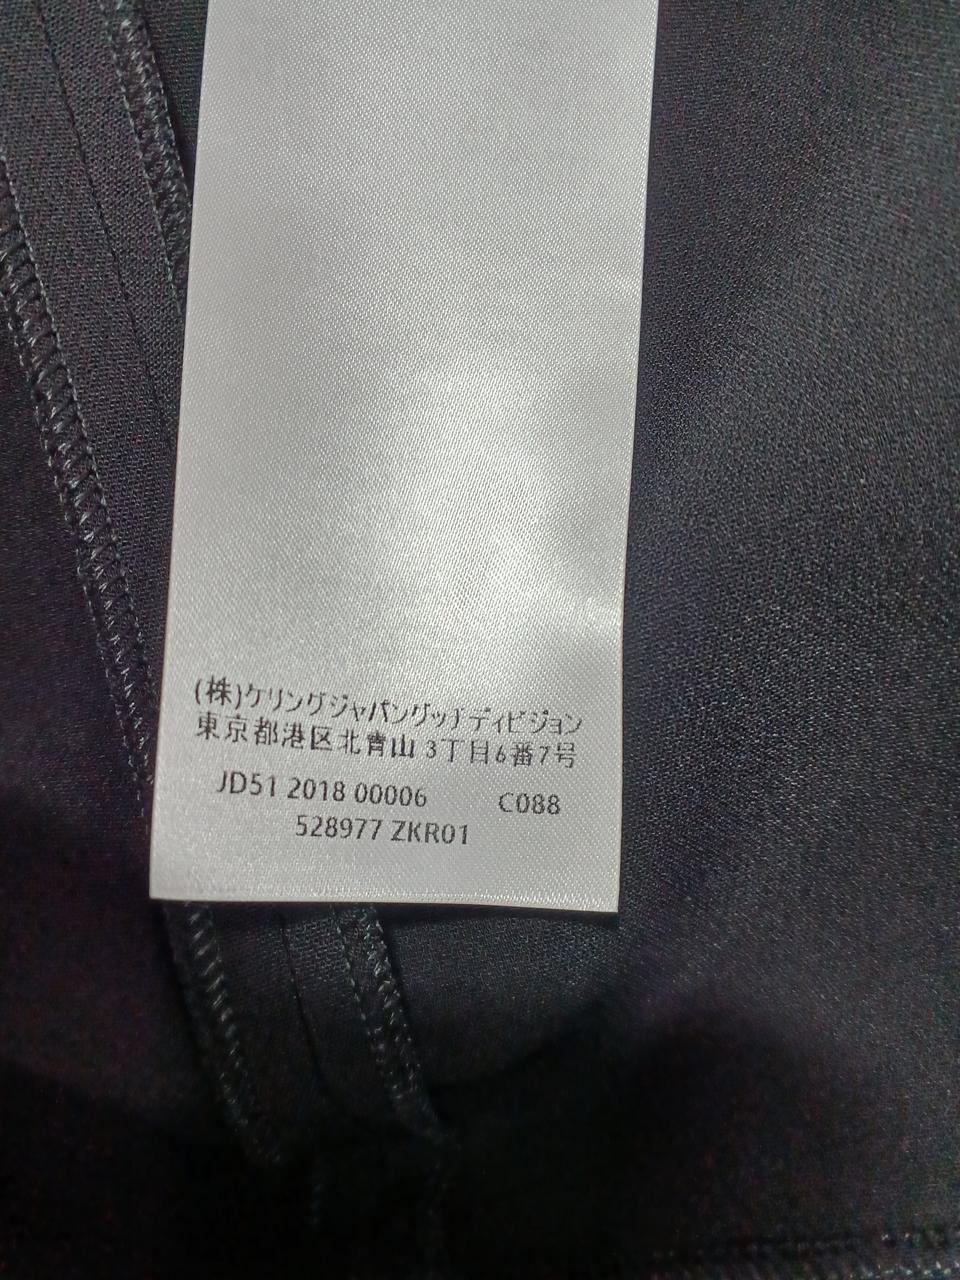 (株)ケリングジャパングッチディビジョン
東京都港区北青山 3丁目6番7号
JD51 2018 00006 C088
528977 ZKR01